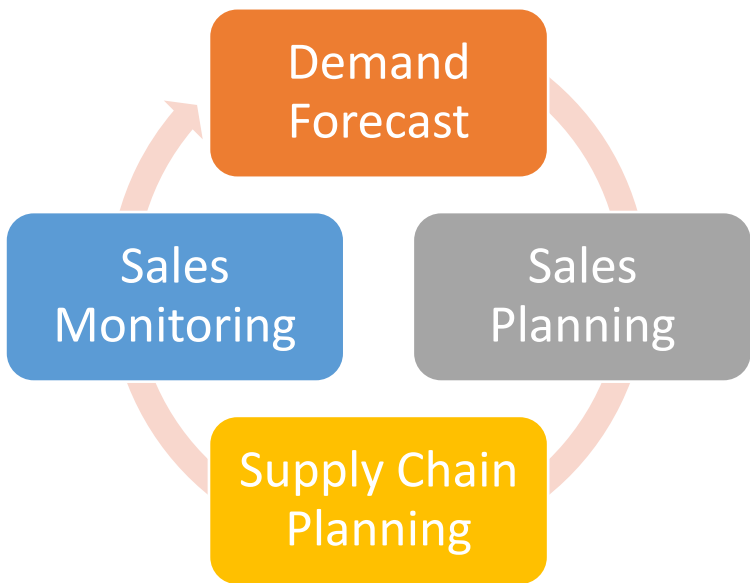 Demand
Forecast
Sales
Planning
Supply Chain
Planning
Sales
Monitoring